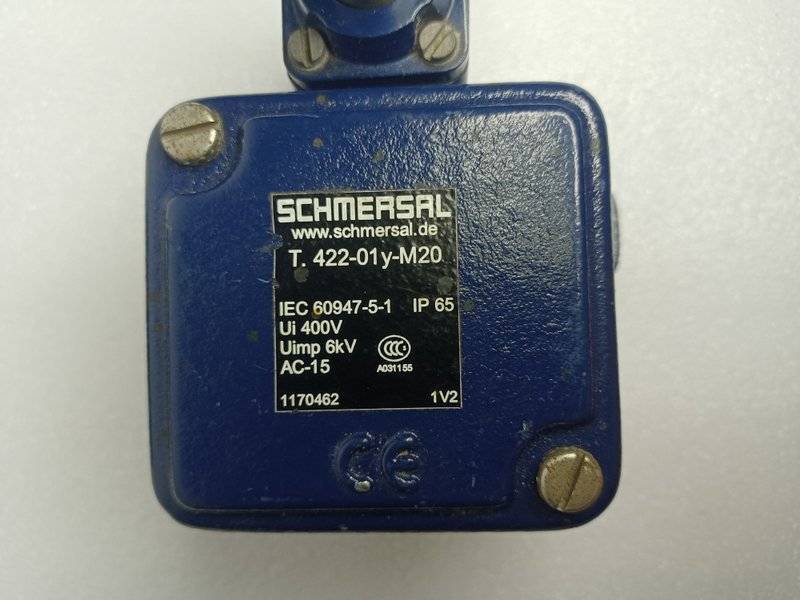 SCHMERSAL
www.schmersal.de
T. 422-01y-M20
IEC 60947-5-1 IP 65
Ui 400V
Uimp 6kV
CCC
AC-15
A031155
1170462 1V2
CE